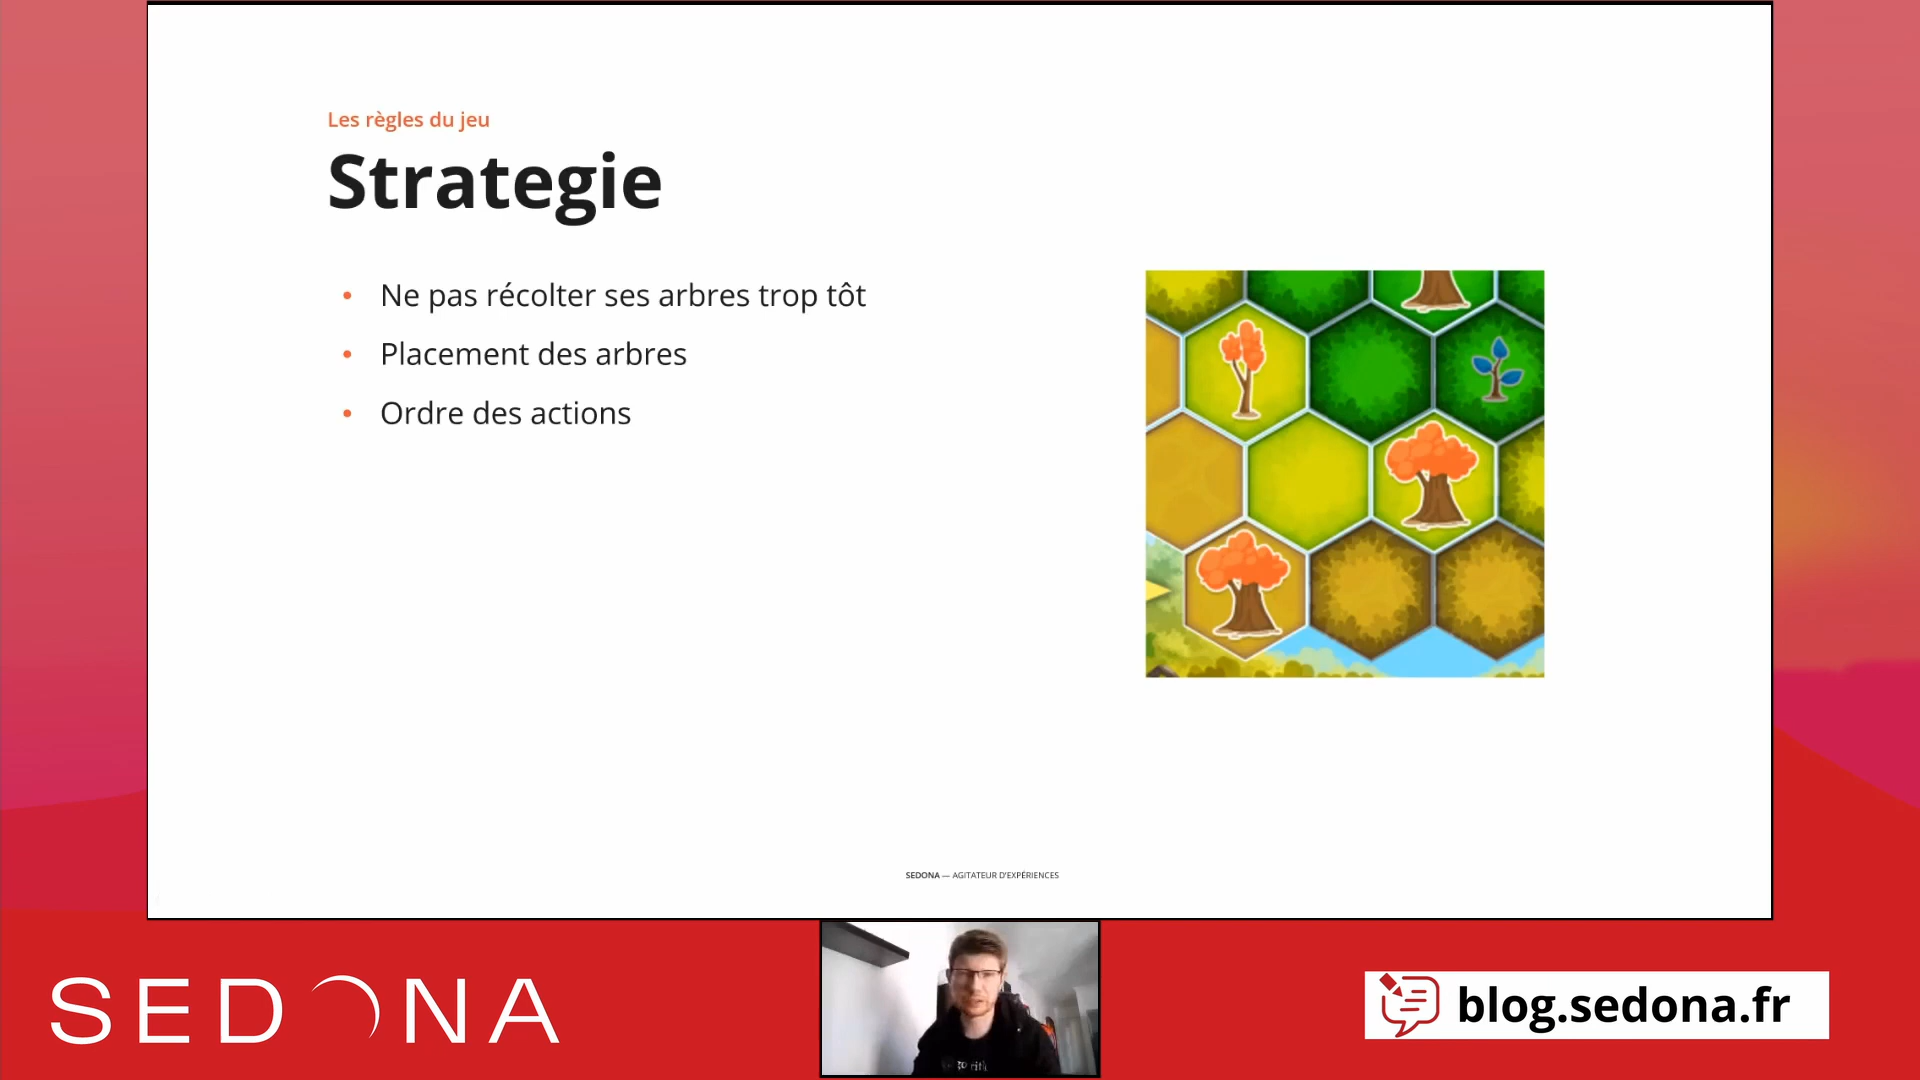 Les règles du jeu
Strategie
• Ne pas récolter ses arbres trop tôt
• Placement des arbres
• Ordre des actions
SEDONA — AGITATEUR D'EXPÉRIENCES
SEDONA
blog.sedona.fr